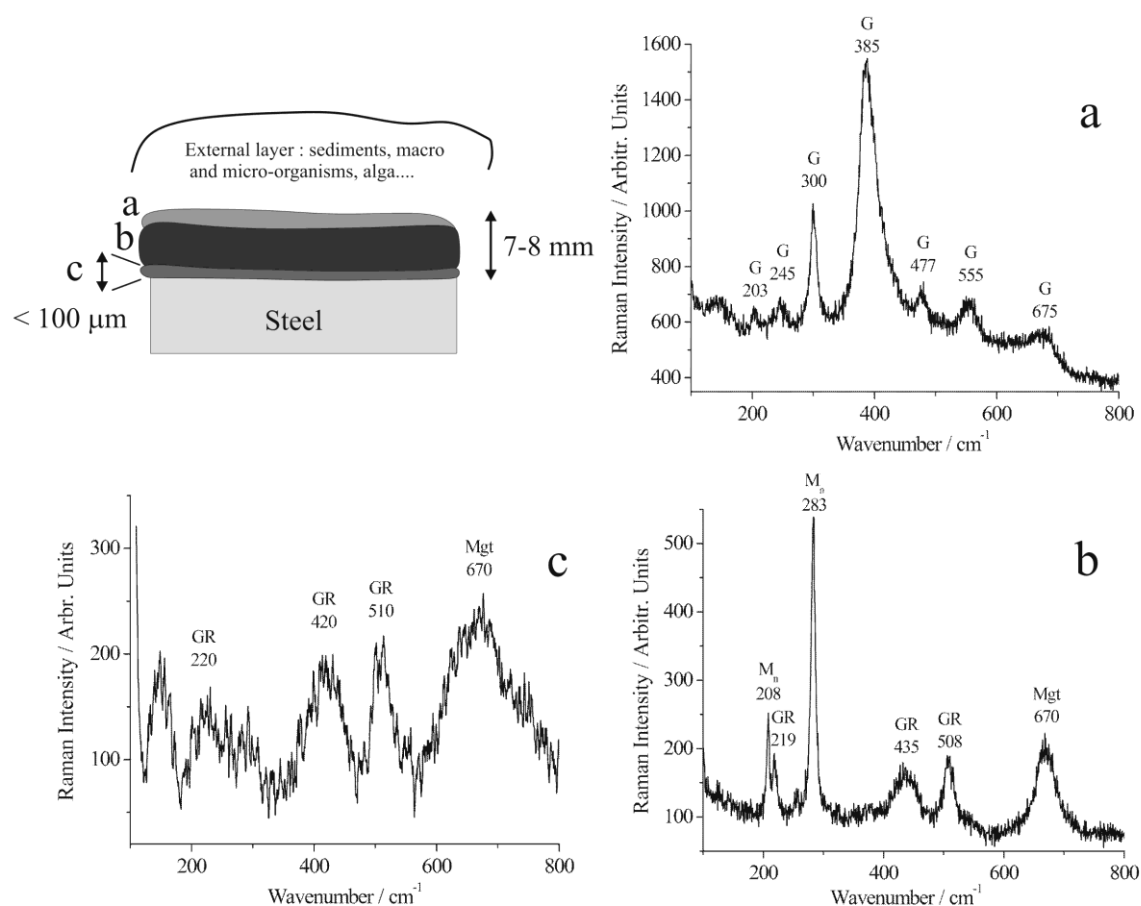 External layer : sediments, macro
and micro-organisms, alga....
a
b
c
7-8 mm
< 100 μm
Steel
a
Raman Intensity / Arbitr. Units
1600
1400
1200
1000
800
600
400
G
203
G
245
G
300
G
385
G
477
G
555
G
675
200
400
600
800
Wavenumber / cm⁻¹
c
Raman Intensity / Arbr. Units
300
200
100
GR
220
GR
420
GR
510
Mgt
670
200
400
600
800
Wavenumber / cm⁻¹
b
Raman Intensity / Arbitr. Units
500
400
300
200
100
Mₙ
208
GR
219
Mₙ
283
GR
435
GR
508
Mgt
670
200
400
600
800
Wavenumber / cm⁻¹